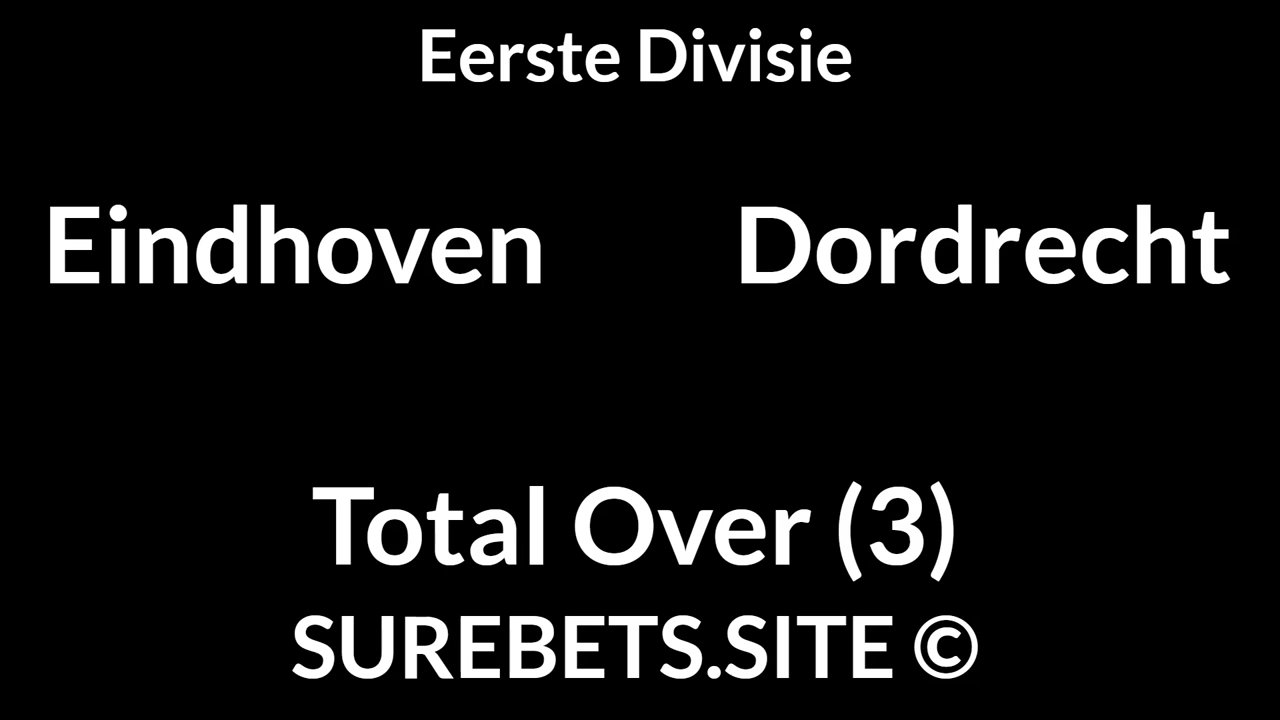 Eerste Divisie
Eindhoven Dordrecht
Total Over (3)
SUREBETS.SITE ©